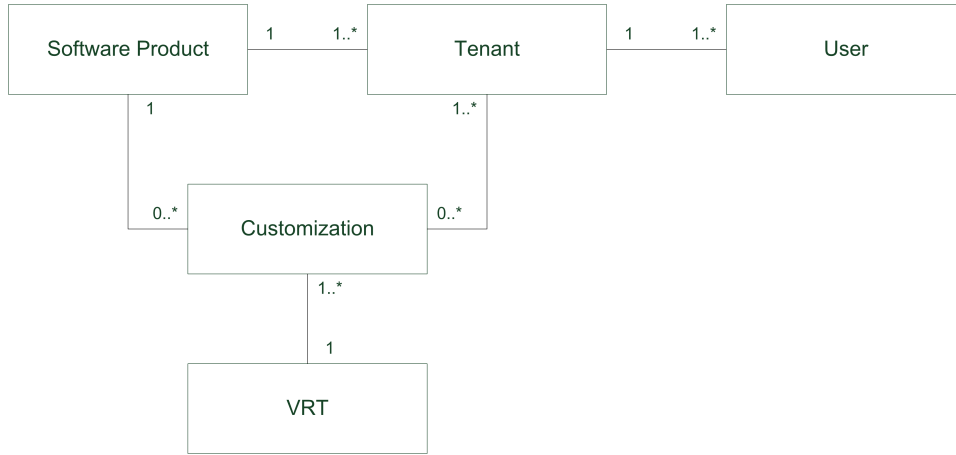 Software Product
1
1..*
Tenant
1
1..*
User
1
1..*
0..*
Customization
0..*
1..*
1
VRT